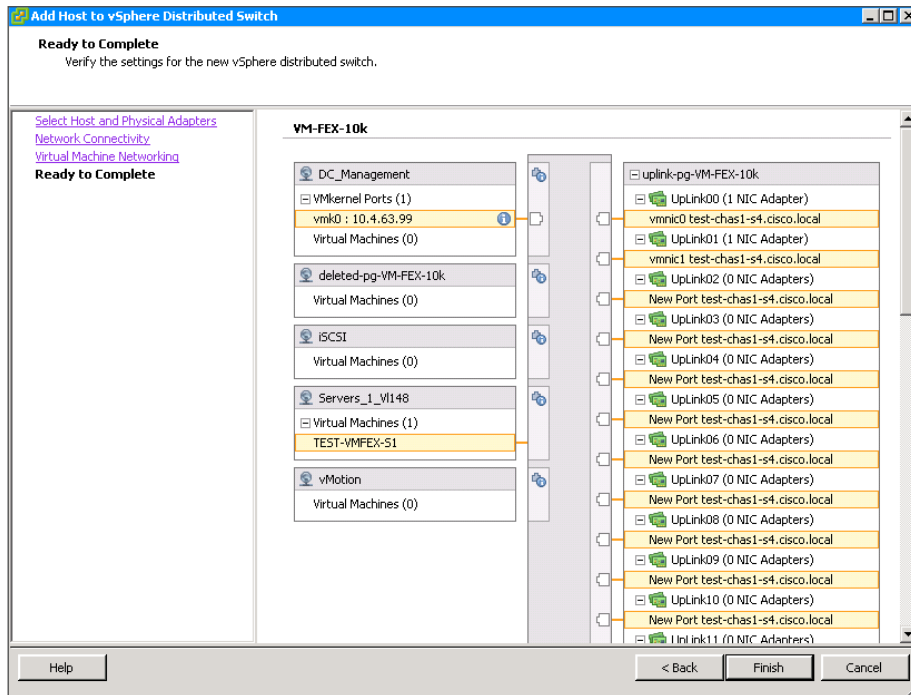 Add Host to vSphere Distributed Switch
Ready to Complete
Verify the settings for the new vSphere distributed switch.
Select Host and Physical Adapters
Network Connectivity
Virtual Machine Networking
Ready to Complete
VM-FEX-10k
DC_Management
VMkernel Ports (1)
vmk0 : 10.4.63.99
Virtual Machines (0)
deleted-pg-VM-FEX-10k
Virtual Machines (0)
iSCSI
Virtual Machines (0)
Servers_1_Vl148
Virtual Machines (1)
TEST-VMFEX-S1
vMotion
Virtual Machines (0)
uplink-pg-VM-FEX-10k
UpLink00 (1 NIC Adapter)
vmnic0 test-chas1-s4.cisco.local
UpLink01 (1 NIC Adapter)
vmnic1 test-chas1-s4.cisco.local
UpLink02 (0 NIC Adapters)
New Port test-chas1-s4.cisco.local
UpLink03 (0 NIC Adapters)
New Port test-chas1-s4.cisco.local
UpLink04 (0 NIC Adapters)
New Port test-chas1-s4.cisco.local
UpLink05 (0 NIC Adapters)
New Port test-chas1-s4.cisco.local
UpLink06 (0 NIC Adapters)
New Port test-chas1-s4.cisco.local
UpLink07 (0 NIC Adapters)
New Port test-chas1-s4.cisco.local
UpLink08 (0 NIC Adapters)
New Port test-chas1-s4.cisco.local
UpLink09 (0 NIC Adapters)
New Port test-chas1-s4.cisco.local
UpLink10 (0 NIC Adapters)
New Port test-chas1-s4.cisco.local
UpLink11 (0 NIC Adapters)
Help
< Back
Finish
Cancel